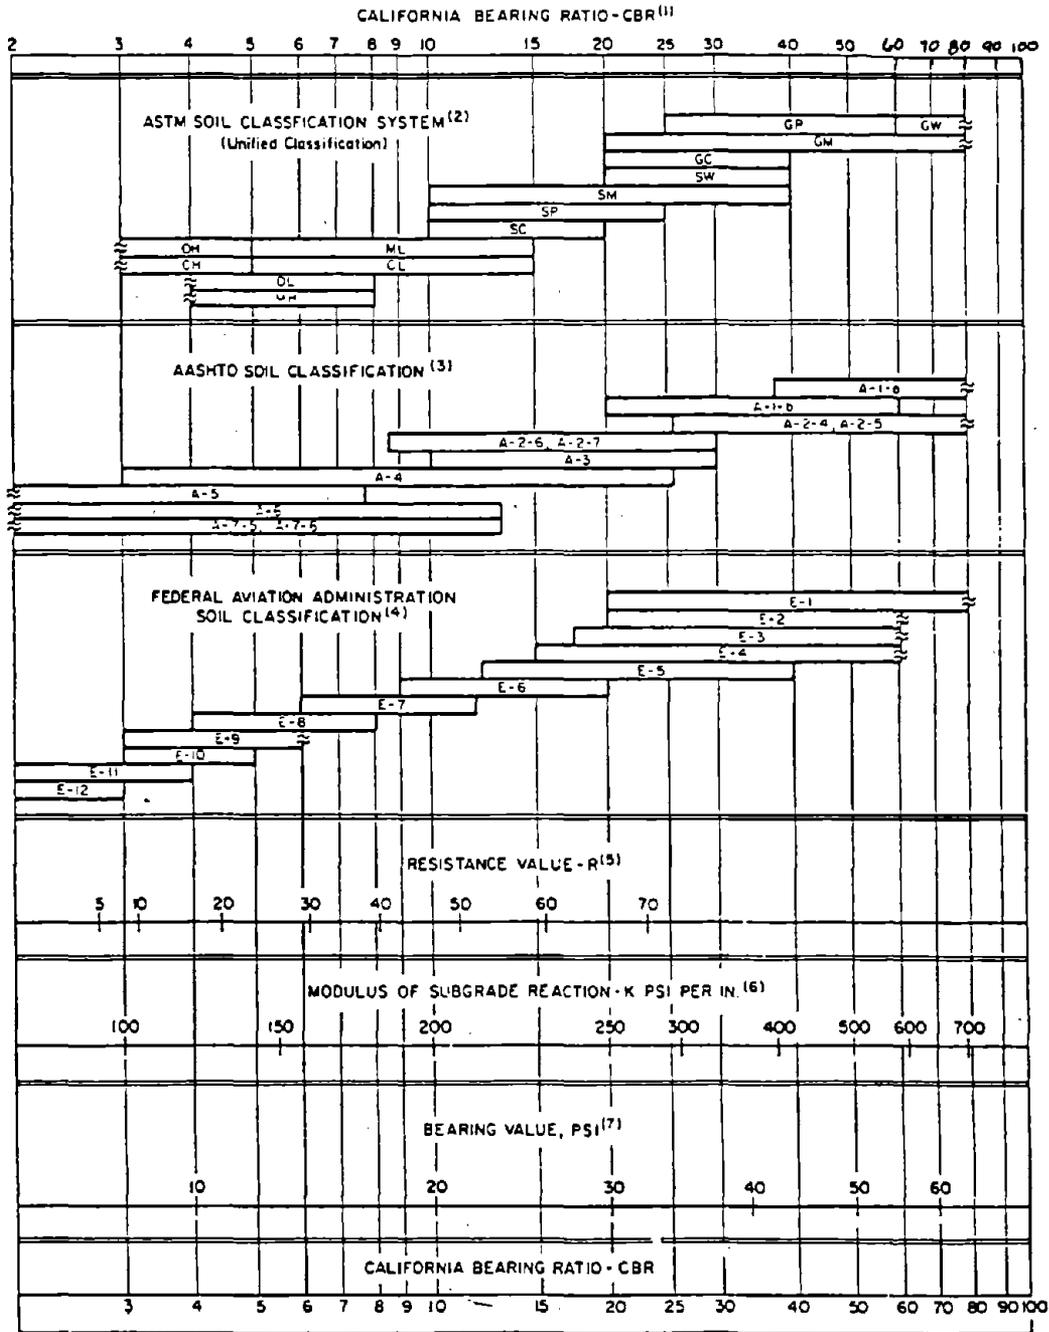 CALIFORNIA BEARING RATIO-CBR(1)
2 3 4 5 6 7 8 9 10 15 20 25 30 40 50 60 70 80 90 100
ASTM SOIL CLASSFICATION SYSTEM(2)
(Unified Classification)
GP GW
GM
GC
SW
SM
SP
SC
OH ML
CH CL
OL
MH
AASHTO SOIL CLASSIFICATION(3)
A-1-a
A-1-b
A-2-4, A-2-5
A-2-6, A-2-7
A-3
A-4
A-5
A-6
A-7-5, A-7-6
FEDERAL AVIATION ADMINISTRATION
SOIL CLASSIFICATION(4)
E-1
E-2
E-3
E-4
E-5
E-6
E-7
E-8
E-9
E-10
E-11
E-12
RESISTANCE VALUE-R(5)
5 10 20 30 40 50 60 70
MODULUS OF SUBGRADE REACTION-K PSI PER IN.(6)
100 150 200 250 300 400 500 600 700
BEARING VALUE, PSI(7)
10 20 30 40 50 60
CALIFORNIA BEARING RATIO-CBR
3 4 5 6 7 8 9 10 15 20 25 30 40 50 60 70 80 90 100